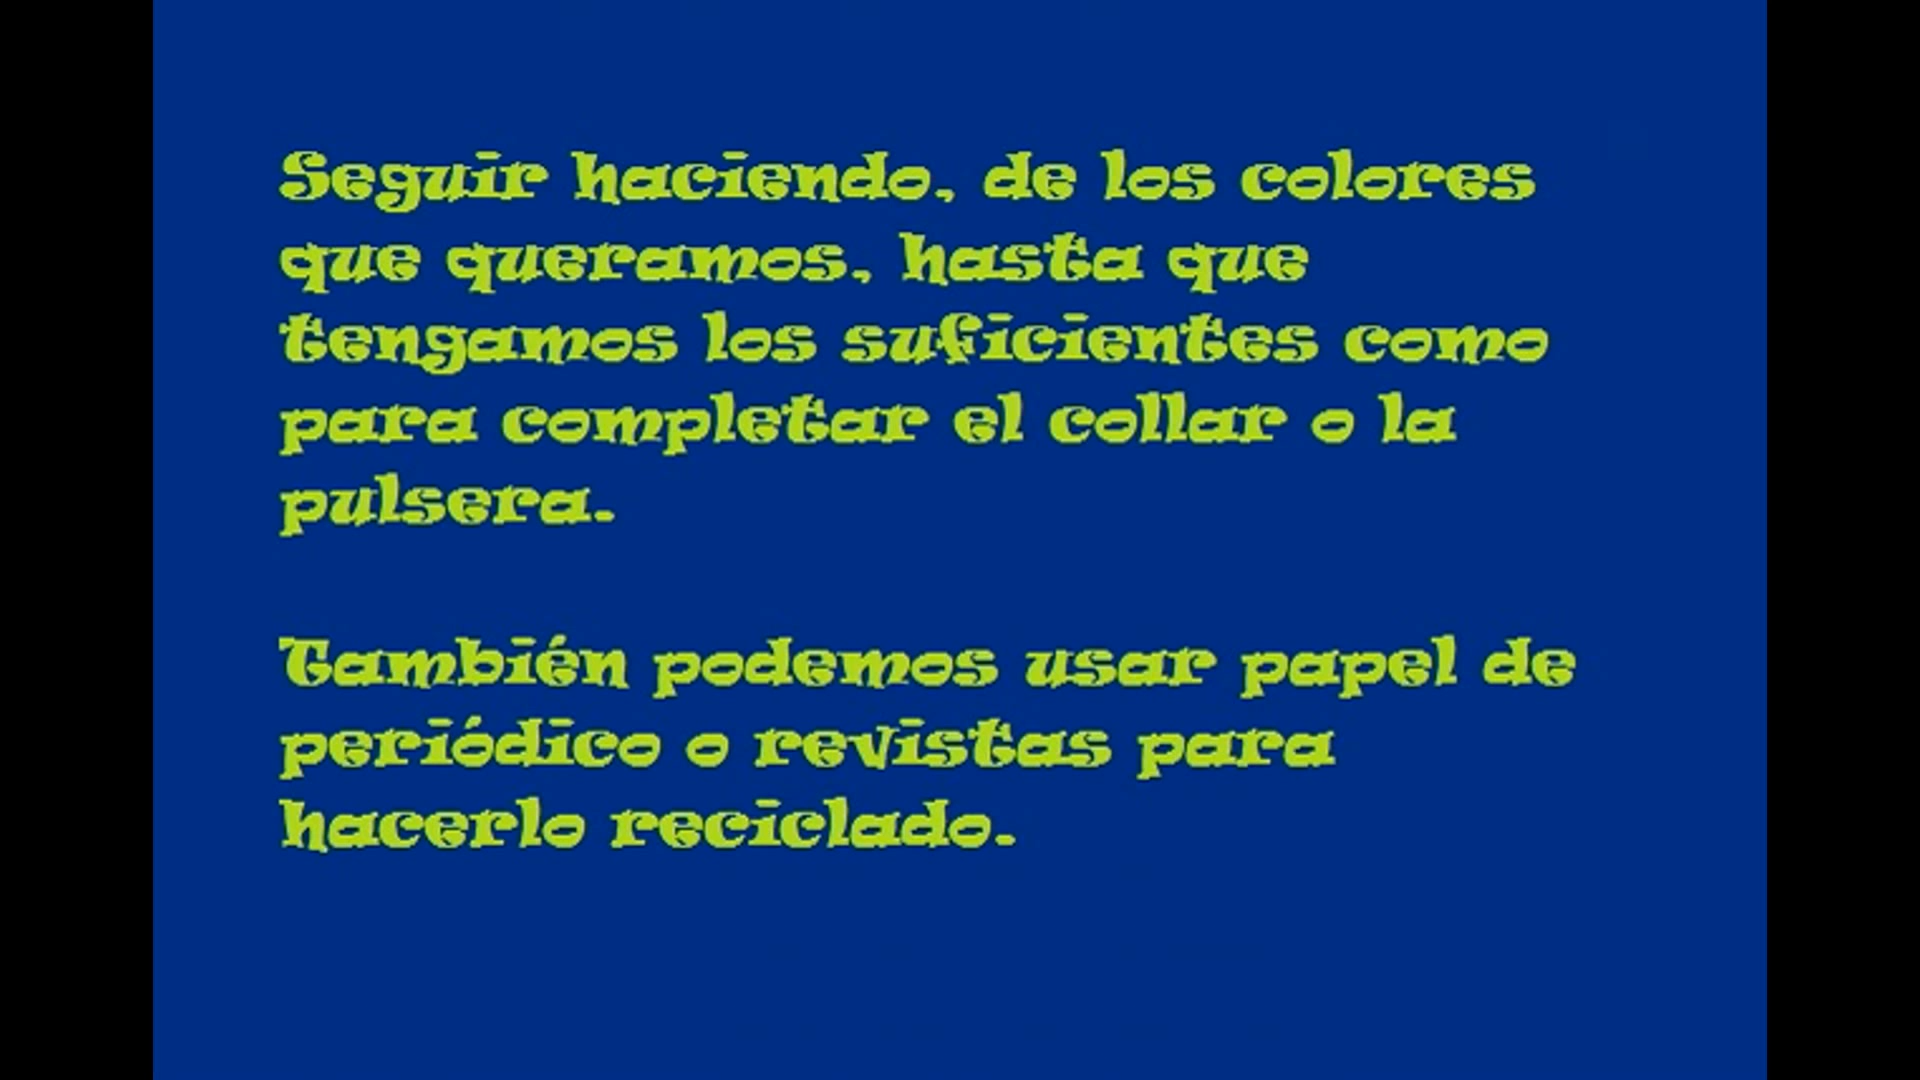 Seguir haciendo, de los colores
que queramos, hasta que
tengamos los suficientes como
para completar el collar o la
pulsera.
También podemos usar papel de
periódico o revistas para
hacerlo reciclado.